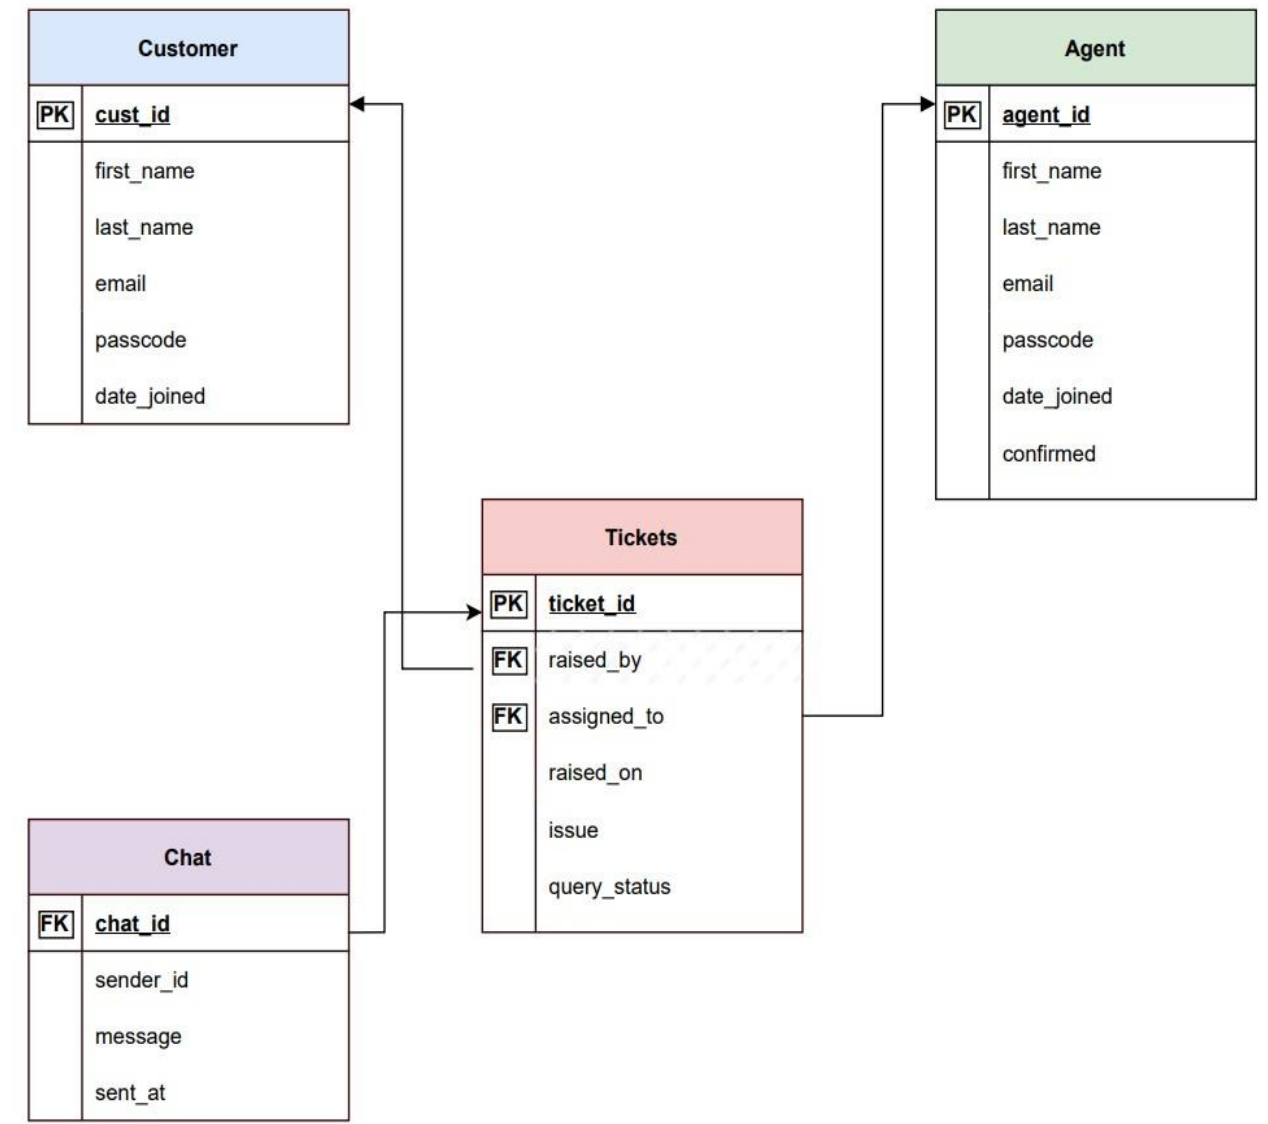 Customer
PK cust_id
first_name
last_name
email
passcode
date_joined
Agent
PK agent_id
first_name
last_name
email
passcode
date_joined
confirmed
Tickets
PK ticket_id
FK raised_by
FK assigned_to
raised_on
issue
query_status
Chat
FK chat_id
sender_id
message
sent_at